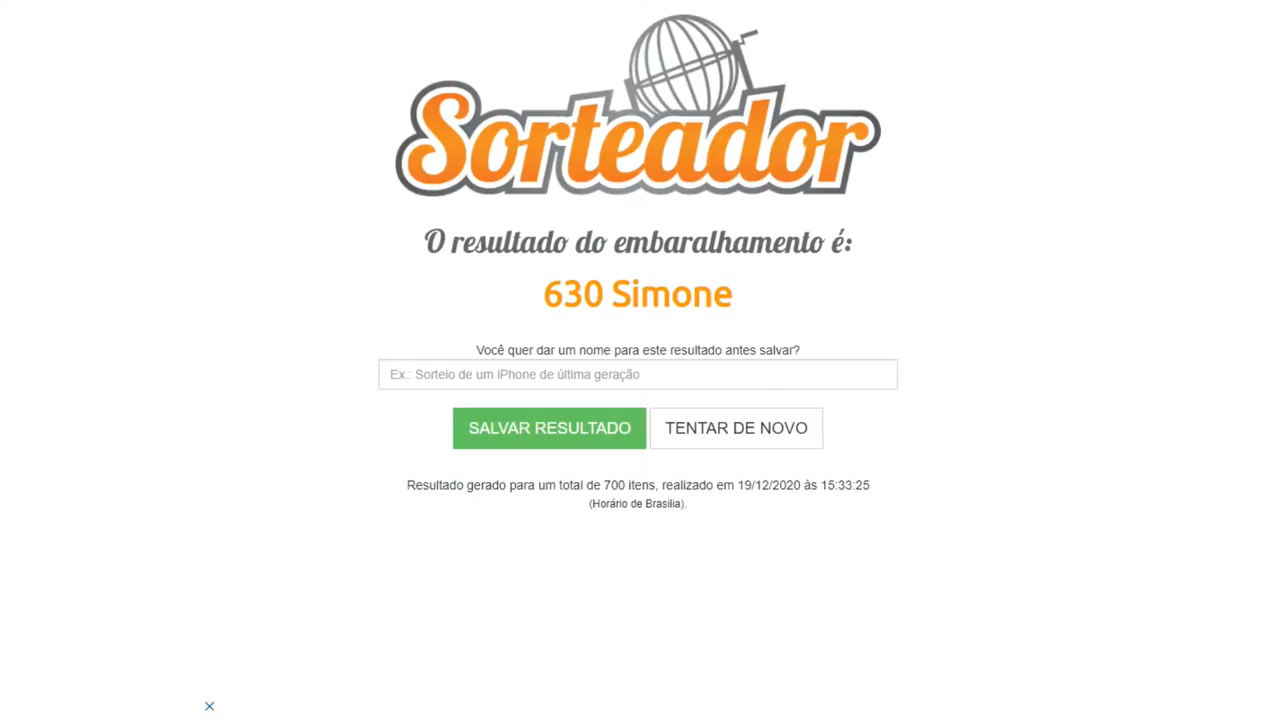 Sorteador
O resultado do embaralhamento é:
630 Simone
Você quer dar um nome para este resultado antes salvar?
Ex.: Sorteio de um iPhone de última geração
SALVAR RESULTADO TENTAR DE NOVO
Resultado gerado para um total de 700 itens, realizado em 19/12/2020 às 15:33:25
(Horário de Brasilia).